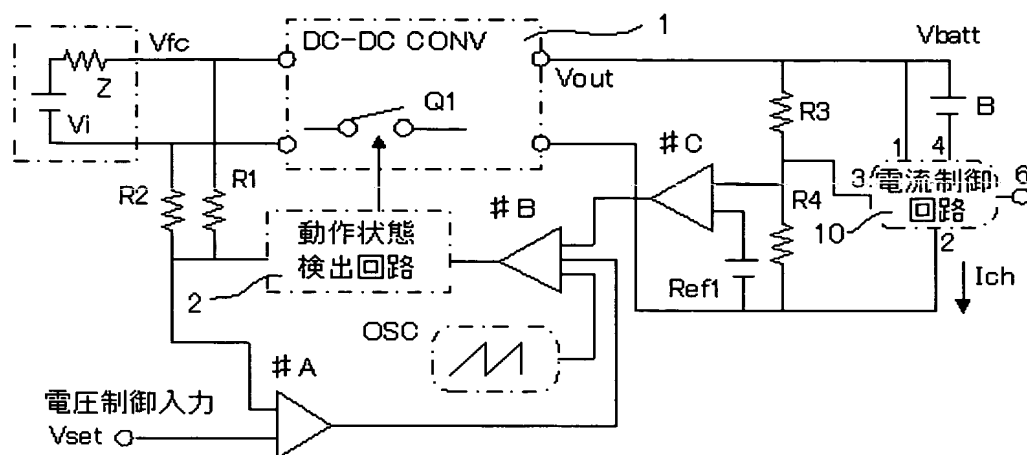 DC-DC CONV
1
Vfc
Z
Vi
Q1
Vout
Vbatt
B
R3
R4
1
4
3
電流制御
回路
6
10
2
Ich
#C
Ref1
#B
R2
R1
動作状態
検出回路
2
OSC
#A
電圧制御入力
Vset